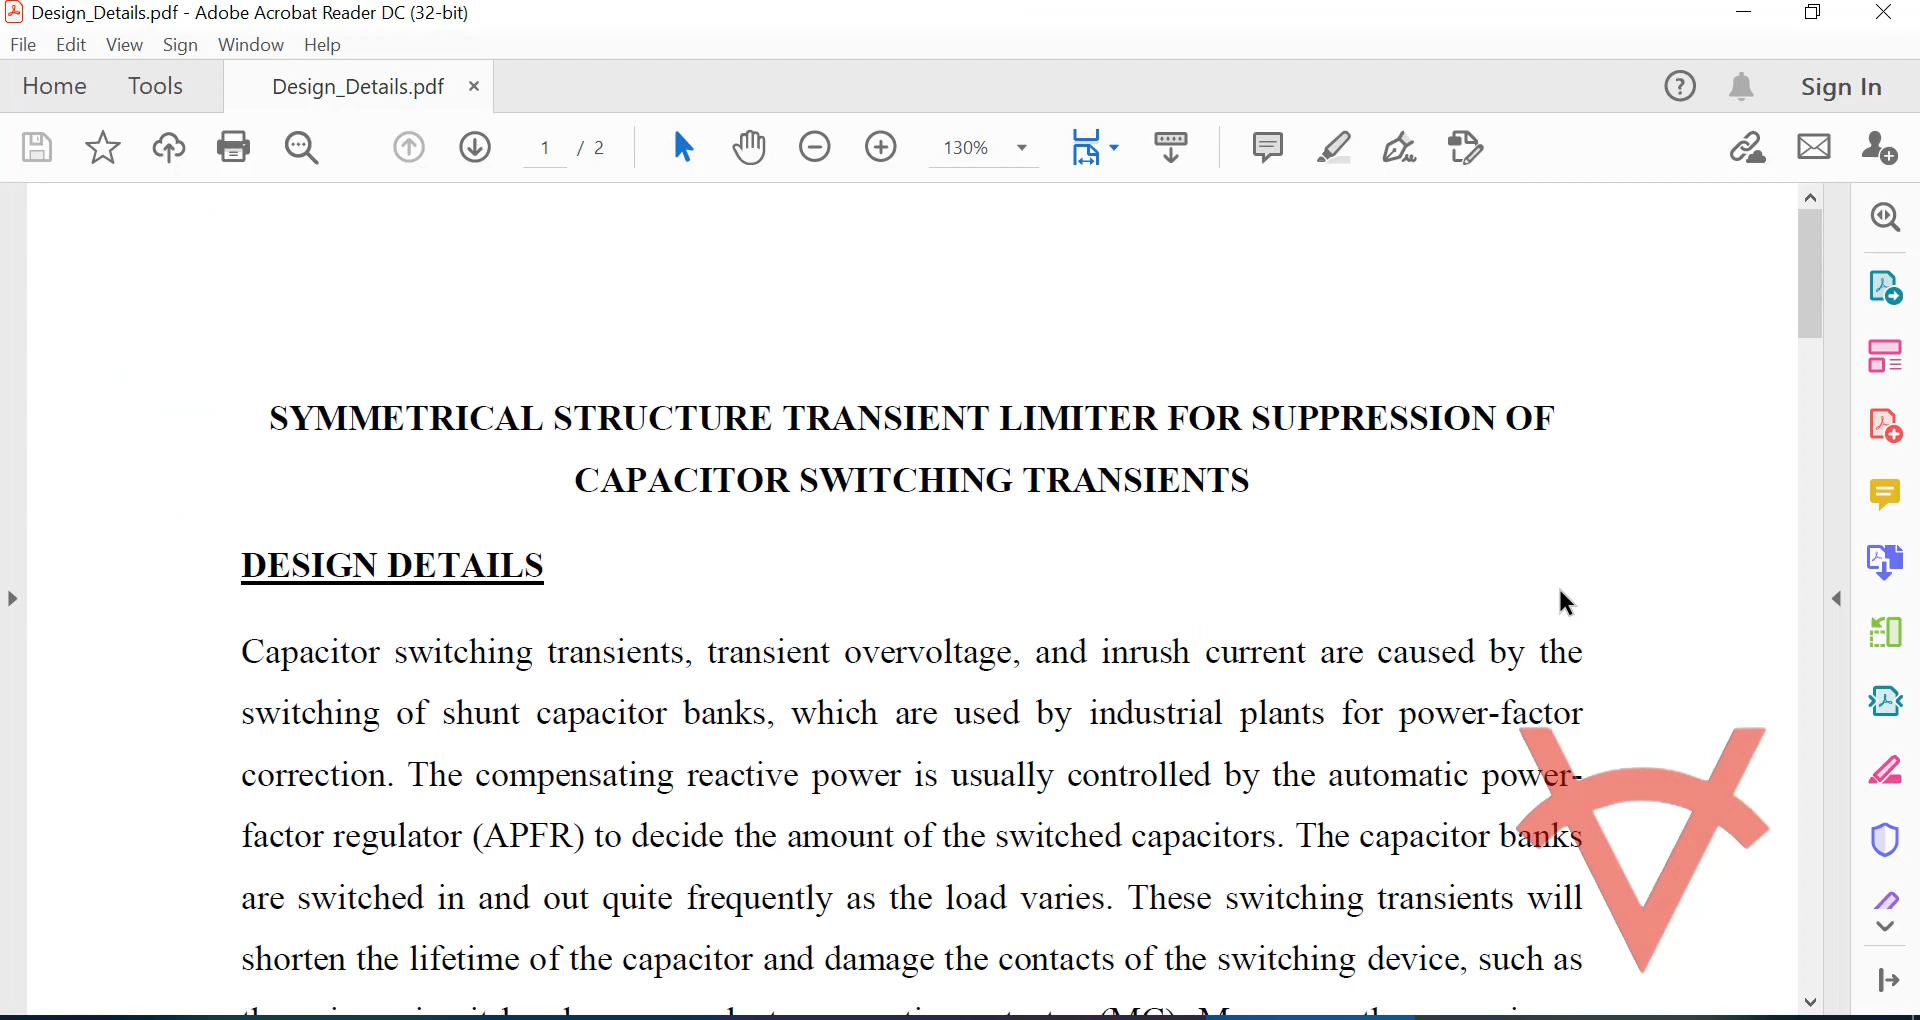 Design_Details.pdf - Adobe Acrobat Reader DC (32-bit)
File Edit View Sign Window Help
Home Tools Design_Details.pdf × Sign In
1 / 2 130%
SYMMETRICAL STRUCTURE TRANSIENT LIMITER FOR SUPPRESSION OF
CAPACITOR SWITCHING TRANSIENTS
DESIGN DETAILS
Capacitor switching transients, transient overvoltage, and inrush current are caused by the
switching of shunt capacitor banks, which are used by industrial plants for power-factor
correction. The compensating reactive power is usually controlled by the automatic power-
factor regulator (APFR) to decide the amount of the switched capacitors. The capacitor banks
are switched in and out quite frequently as the load varies. These switching transients will
shorten the lifetime of the capacitor and damage the contacts of the switching device, such as